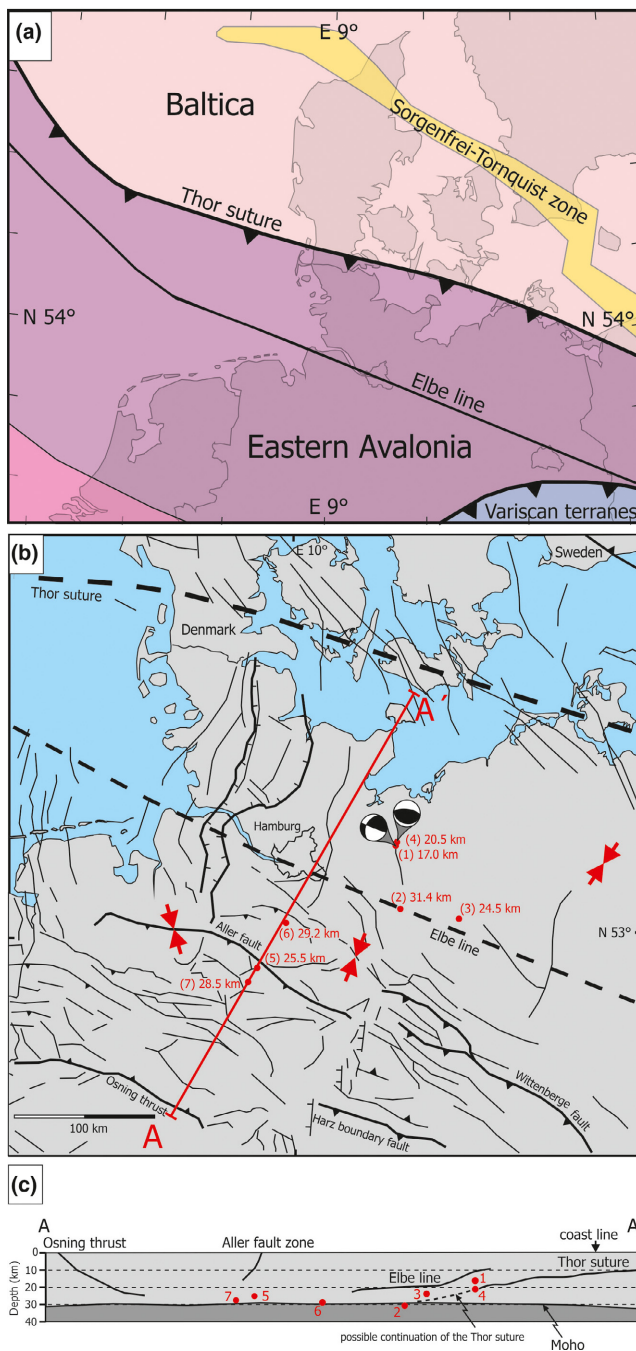 (a)
E 9°
Baltica
Sorgenfrei-Tornquist zone
Thor suture
N 54°
N 54°
Elbe line
Eastern Avalonia
E 9°
Variscan terranes
(b)
E 10°
Sweden
Thor suture
Denmark
A´
Hamburg
(4) 20.5 km
(1) 17.0 km
(2) 31.4 km
(3) 24.5 km
Elbe line
N 53°
(6) 29.2 km
Aller fault
(5) 25.5 km
(7) 28.5 km
Osning thrust
A
100 km
Harz boundary fault
Wittenberge fault
(c)
A
A
Osning thrust
Aller fault zone
coast line
Thor suture
Elbe line
Depth (km)
0
10
20
30
40
7
5
6
3
2
1
4
possible continuation of the Thor suture
Moho